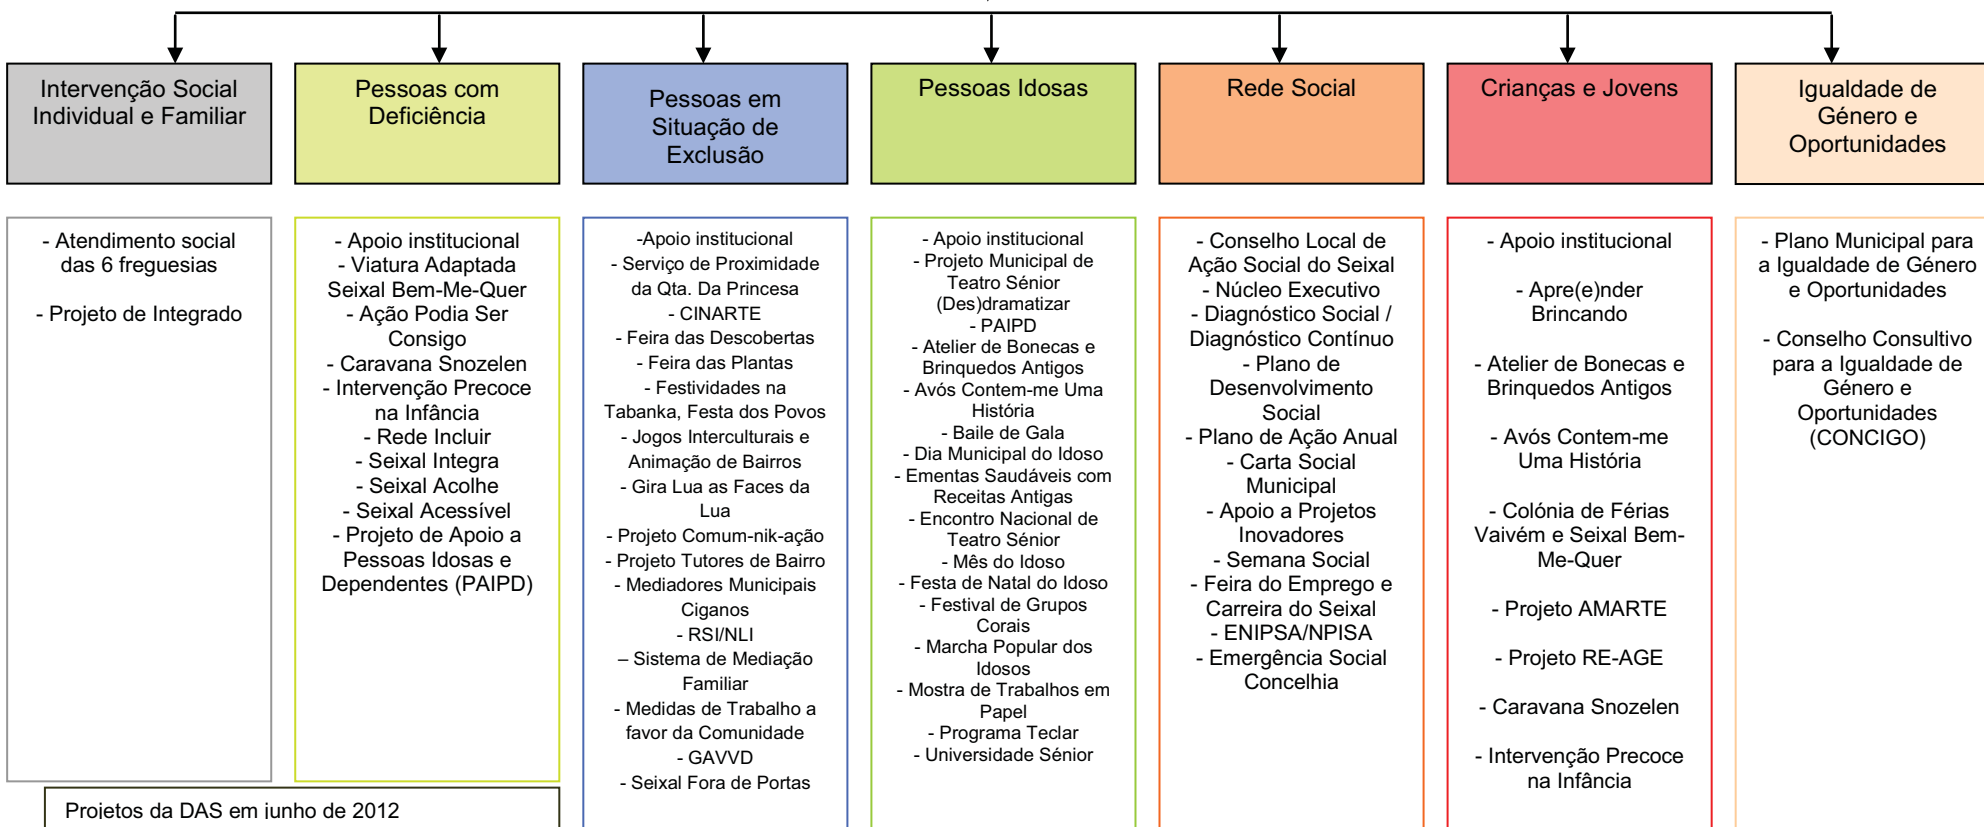 Intervenção Social
Individual e Familiar
Pessoas com
Deficiência
Pessoas em
Situação de
Exclusão
Pessoas Idosas
Rede Social
Crianças e Jovens
Igualdade de
Género e
Oportunidades
- Atendimento social
das 6 freguesias
- Projeto de Integrado
- Apoio institucional
- Viatura Adaptada
Seixal Bem-Me-Quer
- Ação Podia Ser
Consigo
- Caravana Snozelen
- Intervenção Precoce
na Infância
- Rede Incluir
- Seixal Integra
- Seixal Acolhe
- Seixal Acessível
- Projeto de Apoio a
Pessoas Idosas e
Dependentes (PAIPD)
-Apoio institucional
- Serviço de Proximidade
da Qta. Da Princesa
- CINARTE
- Feira das Descobertas
- Feira das Plantas
- Festividades na
Tabanka, Festa dos Povos
- Jogos Interculturais e
Animação de Bairros
- Gira Lua as Faces da
Lua
- Projeto Comum-nik-ação
- Projeto Tutores de Bairro
- Mediadores Municipais
Ciganos
- RSI/NLI
– Sistema de Mediação
Familiar
- Medidas de Trabalho a
favor da Comunidade
- GAVVD
- Seixal Fora de Portas
- Apoio institucional
- Projeto Municipal de
Teatro Sénior
(Des)dramatizar
- PAIPD
- Atelier de Bonecas e
Brinquedos Antigos
- Avós Contem-me Uma
História
- Baile de Gala
- Dia Municipal do Idoso
- Ementas Saudáveis com
Receitas Antigas
- Encontro Nacional de
Teatro Sénior
- Mês do Idoso
- Festa de Natal do Idoso
- Festival de Grupos
Corais
- Marcha Popular dos
Idosos
- Mostra de Trabalhos em
Papel
- Programa Teclar
- Universidade Sénior
- Conselho Local de
Ação Social do Seixal
- Núcleo Executivo
- Diagnóstico Social /
Diagnóstico Contínuo
- Plano de
Desenvolvimento
Social
- Plano de Ação Anual
- Carta Social
Municipal
- Apoio a Projetos
Inovadores
- Semana Social
- Feira do Emprego e
Carreira do Seixal
- ENIPSA/NPISA
- Emergência Social
Concelhia
- Apoio institucional
- Apre(e)nder
Brincando
- Atelier de Bonecas e
Brinquedos Antigos
- Avós Contem-me
Uma História
- Colónia de Férias
Vaivém e Seixal Bem-
Me-Quer
- Projeto AMARTE
- Projeto RE-AGE
- Caravana Snozelen
- Intervenção Precoce
na Infância
- Plano Municipal para
a Igualdade de Género
e Oportunidades
- Conselho Consultivo
para a Igualdade de
Género e
Oportunidades
(CONCIGO)
Projetos da DAS em junho de 2012